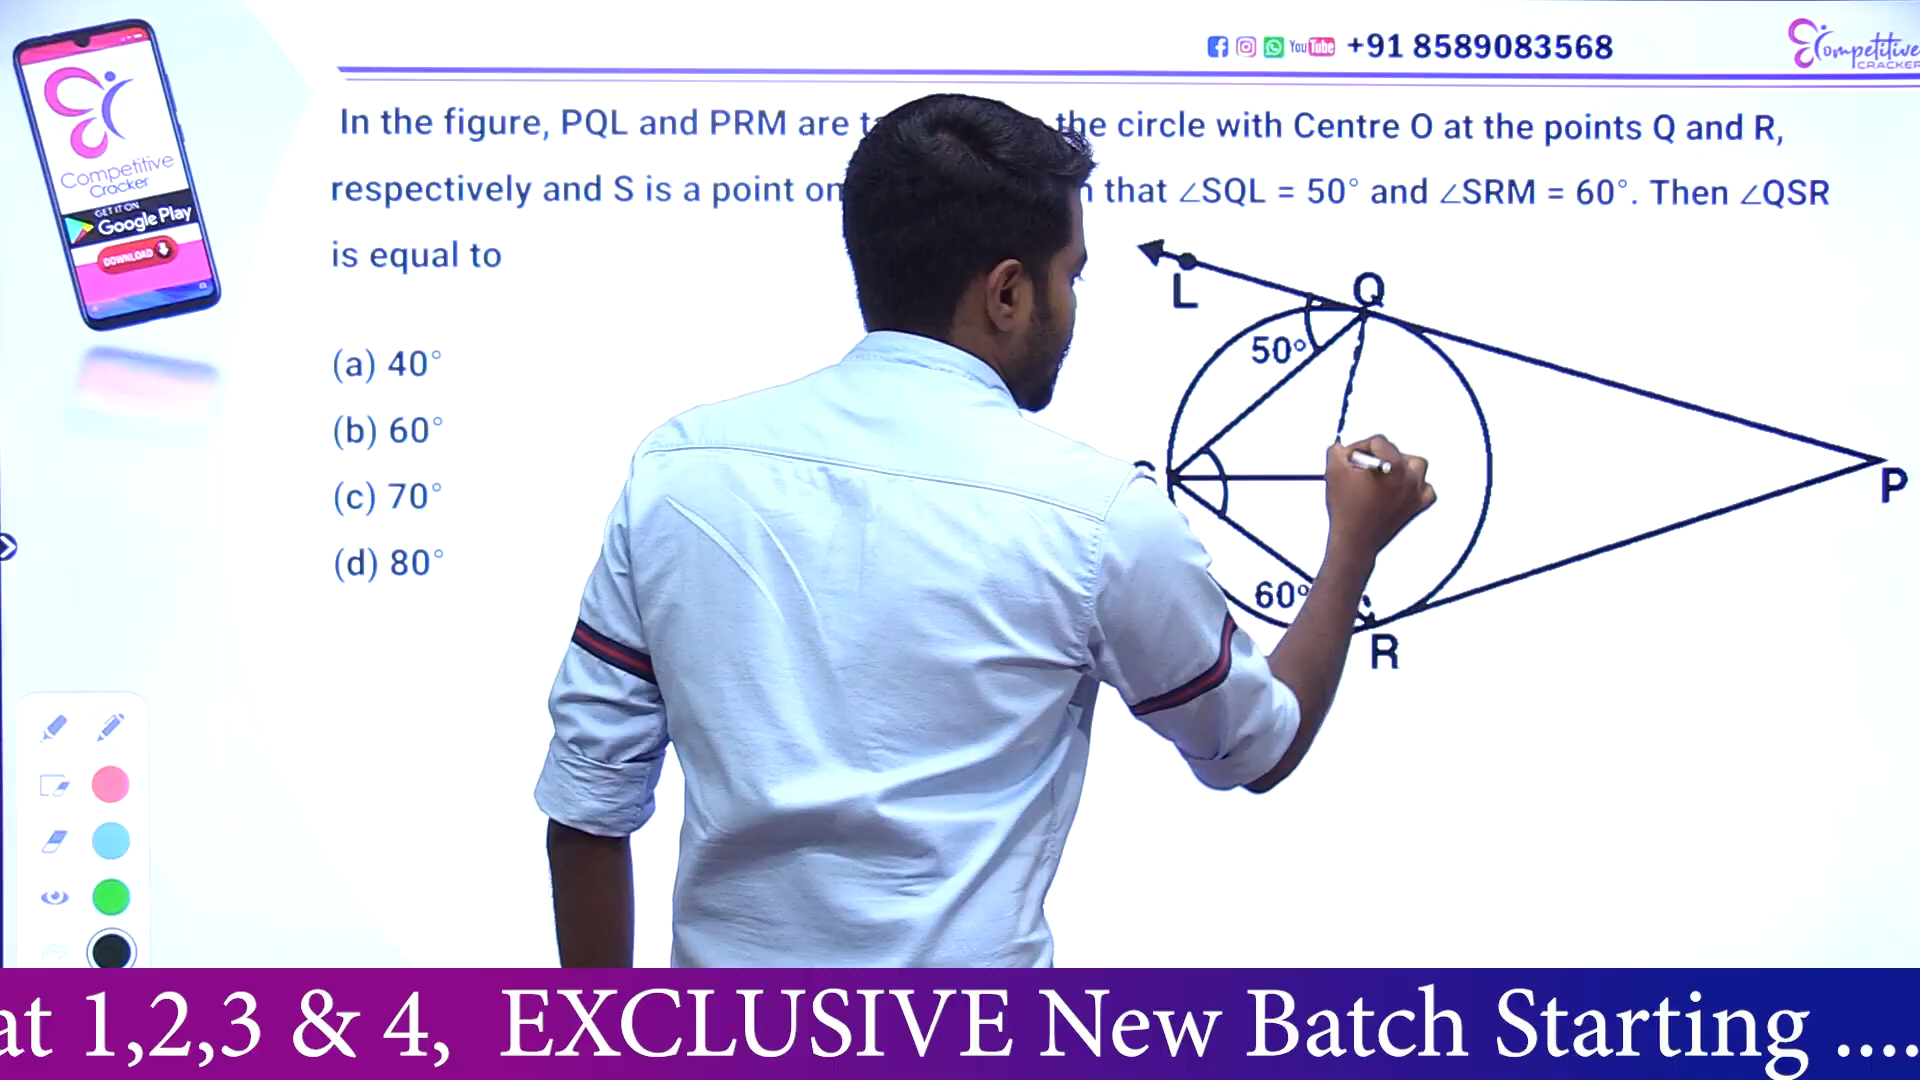 Competitive
Cracker
GET IT ON
Google Play
DOWNLOAD
You Tube +91 8589083568
Competitive
CRACKER
In the figure, PQL and PRM are the circle with Centre O at the points Q and R,
respectively and S is a point on that ∠SQL = 50° and ∠SRM = 60°. Then ∠QSR
is equal to
(a) 40°
(b) 60°
(c) 70°
(d) 80°
L
Q
50°
P
60°
R
at 1,2,3 & 4, EXCLUSIVE New Batch Starting ....